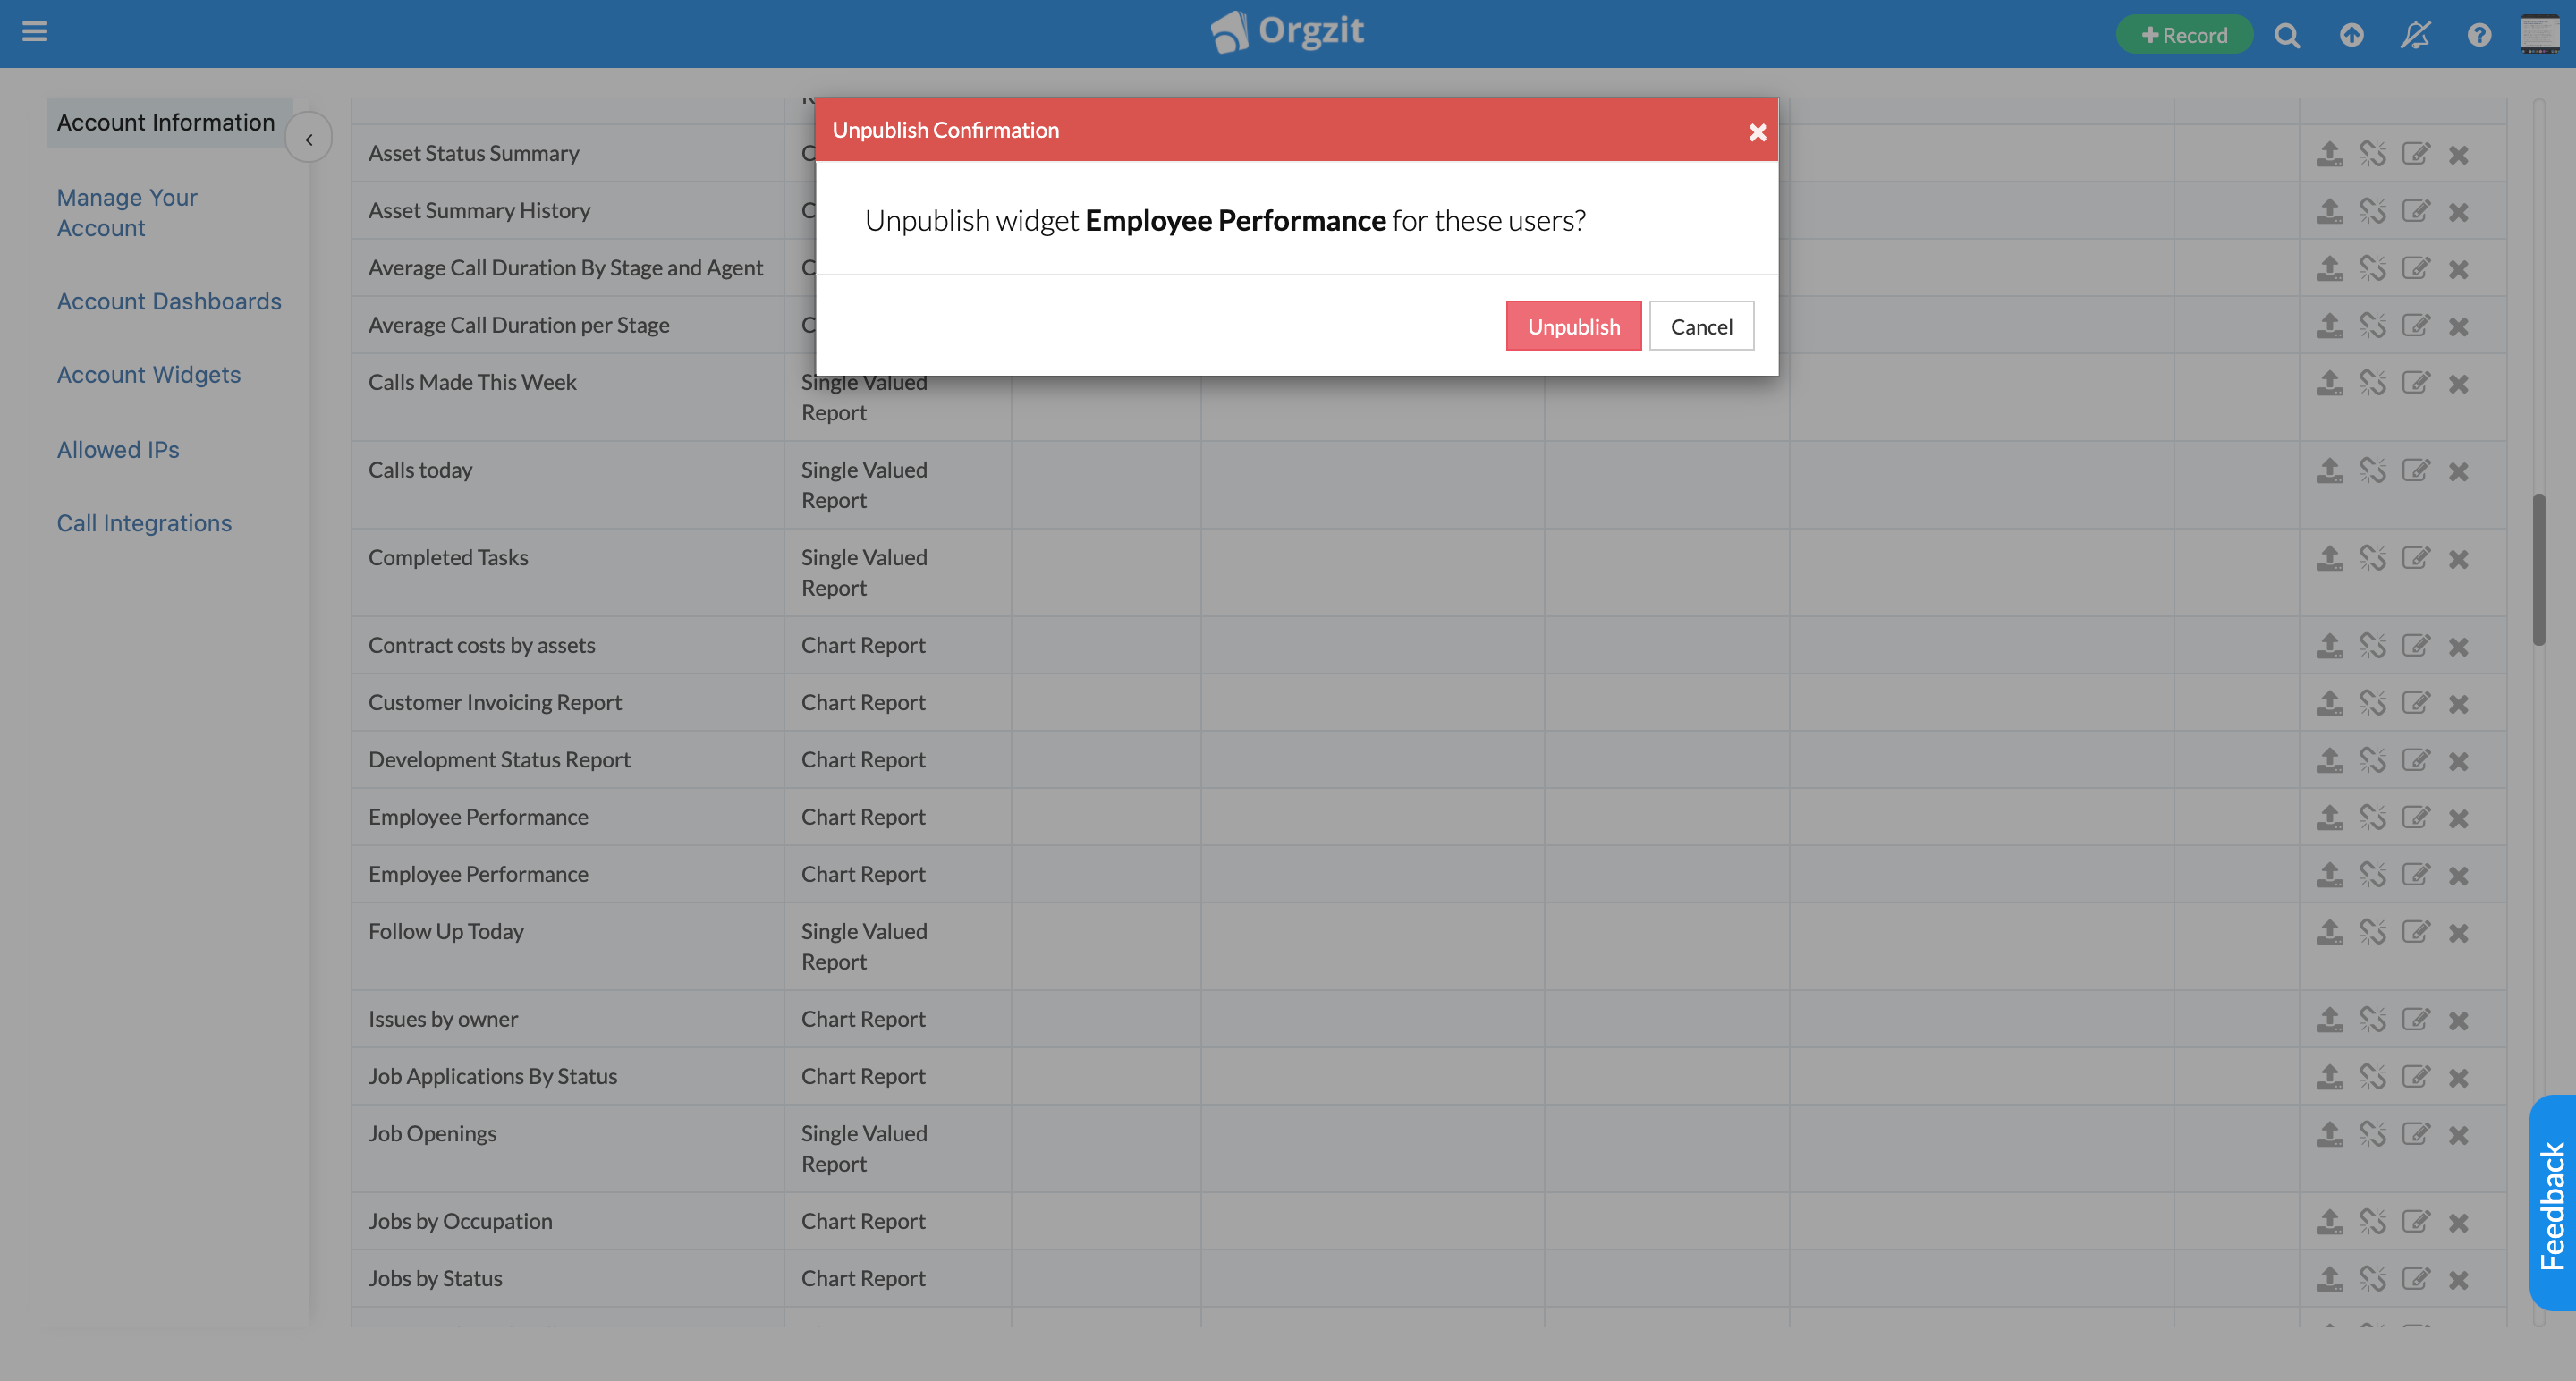 Orgzit
+ Record
Account Information
Manage Your
Account
Account Dashboards
Account Widgets
Allowed IPs
Call Integrations
Unpublish Confirmation
Unpublish widget Employee Performance for these users?
Unpublish
Cancel
Asset Status Summary
Asset Summary History
Average Call Duration By Stage and Agent
Average Call Duration per Stage
Calls Made This Week
Single Valued
Report
Calls today
Single Valued
Report
Completed Tasks
Single Valued
Report
Contract costs by assets
Chart Report
Customer Invoicing Report
Chart Report
Development Status Report
Chart Report
Employee Performance
Chart Report
Employee Performance
Chart Report
Follow Up Today
Single Valued
Report
Issues by owner
Chart Report
Job Applications By Status
Chart Report
Job Openings
Single Valued
Report
Jobs by Occupation
Chart Report
Jobs by Status
Chart Report
Feedback